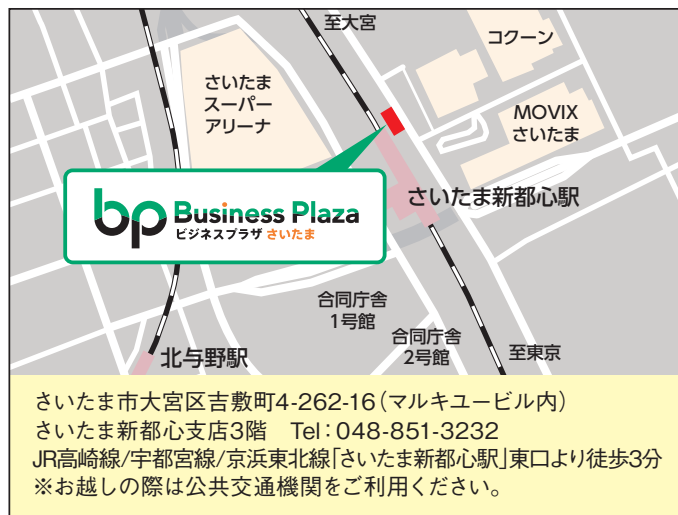 至大宮
コクーン
さいたま
スーパー
アリーナ
MOVIX
さいたま
bp Business Plaza
ビジネスプラザ さいたま
さいたま新都心駅
合同庁舎
1号館
合同庁舎
2号館
至東京
北与野駅
さいたま市大宮区吉敷町4-262-16（マルキユービル内）
さいたま新都心支店3階　Tel：048-851-3232
JR高崎線/宇都宮線/京浜東北線「さいたま新都心駅」東口より徒歩3分
※お越しの際は公共交通機関をご利用ください。